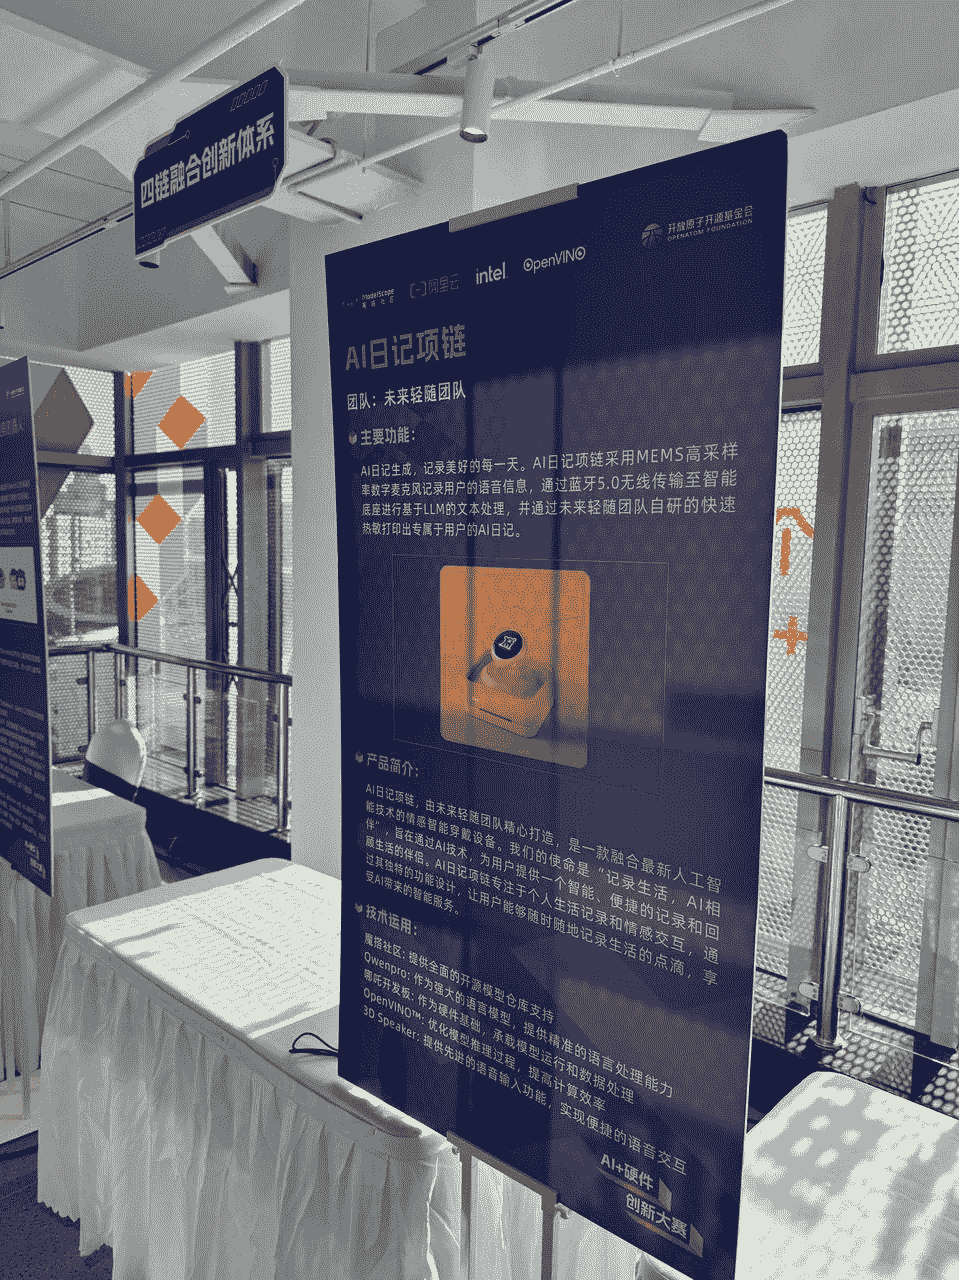 四链融合创新体系
ModelScope
魔搭社区
阿里云
intel
OpenVINO
开放原子开源基金会
OPENATOM FOUNDATION
AI日记项链
团队：未来轻随团队
主要功能：
AI日记生成，记录美好的每一天。AI日记项链采用MEMS高采样
率数字麦克风记录用户的语音信息，通过蓝牙5.0无线传输至智能
底座进行基于LLM的文本处理，并通过未来轻随团队自研的快速
热敏打印出专属于用户的AI日记。
产品简介：
AI日记项链，由未来轻随团队精心打造，是一款融合最新人工智
能技术的情感智能穿戴设备。我们的使命是“记录生活，AI相
伴”，旨在通过AI技术，为用户提供一个智能、便捷的记录和回
顾生活的伴侣。AI日记项链专注于个人生活记录和情感交互，通
过其独特的功能设计，让用户能够随时随地记录生活的点滴，享
受AI带来的智能服务。
技术运用：
魔塔社区：提供全面的开源模型仓库支持
Qwenpro：作为强大的语言模型，提供精准的语言处理能力
哪吒开发板：作为硬件基础，承载模型运行和数据处理
OpenVINO™：优化模型推理过程，提高计算效率
3D Speaker：提供先进的语音输入功能，实现便捷的语音交互
AI+硬件
创新大赛